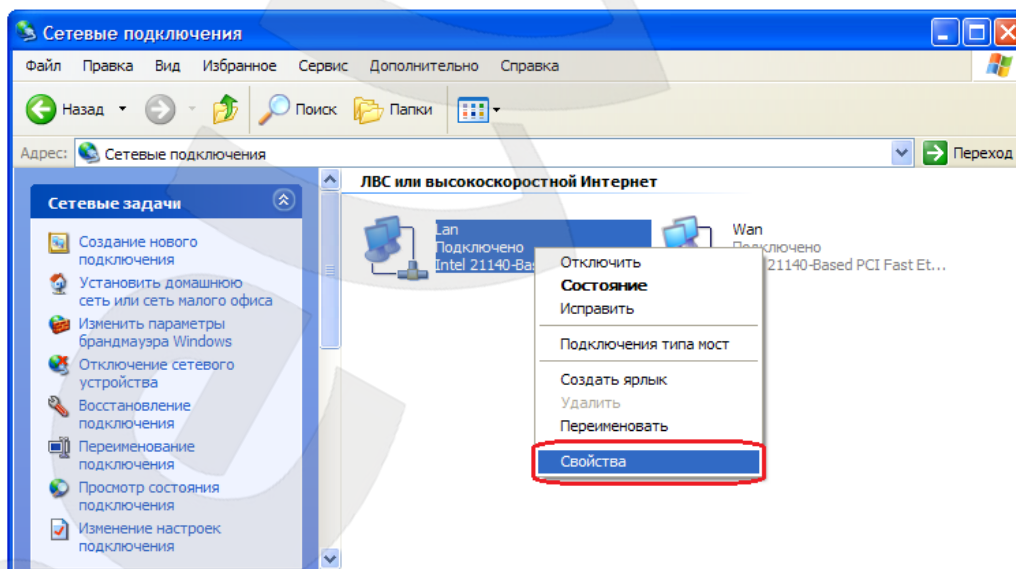 Сетевые подключения
Файл Правка Вид Избранное Сервис Дополнительно Справка
Назад Поиск Папки
Адрес: Сетевые подключения Переход
Сетевые задачи
Создание нового
подключения
Установить домашнюю
сеть или сеть малого офиса
Изменить параметры
брандмауэра Windows
Отключение сетевого
устройства
Восстановление
подключения
Переименование
подключения
Просмотр состояния
подключения
Изменение настроек
подключения
ЛВС или высокоскоростной Интернет
Lan
Подключено
Intel 21140-Ba
Wan
Подключено
21140-Based PCI Fast Et...
Отключить
Состояние
Исправить
Подключения типа мост
Создать ярлык
Удалить
Переименовать
Свойства